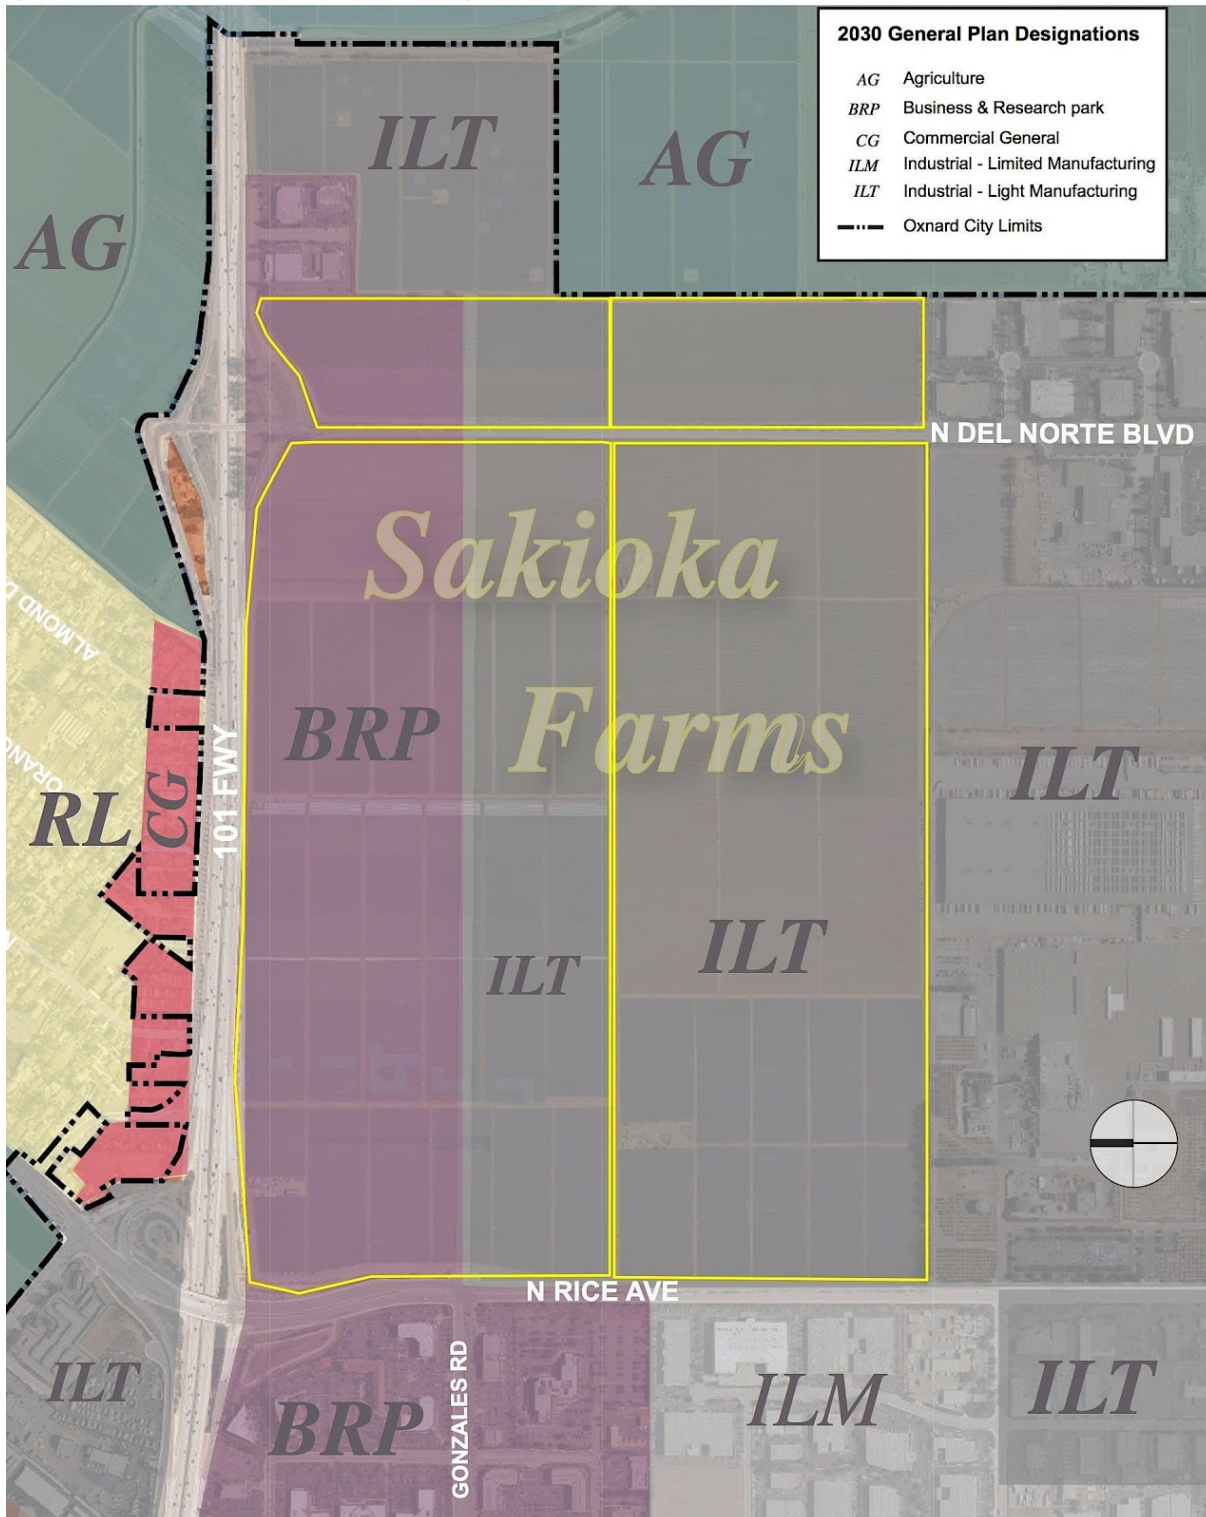 2030 General Plan Designations
AG Agriculture
BRP Business & Research park
CG Commercial General
ILM Industrial - Limited Manufacturing
ILT Industrial - Light Manufacturing
Oxnard City Limits
ILT
AG
AG
N DEL NORTE BLVD
Sakioka
Farms
ALMOND D
ORANG
BRP
101 FWY
CG
RL
ILT
ILT
ILT
N
N RICE AVE
GONZALES RD
ILT
BRP
ILM
ILT